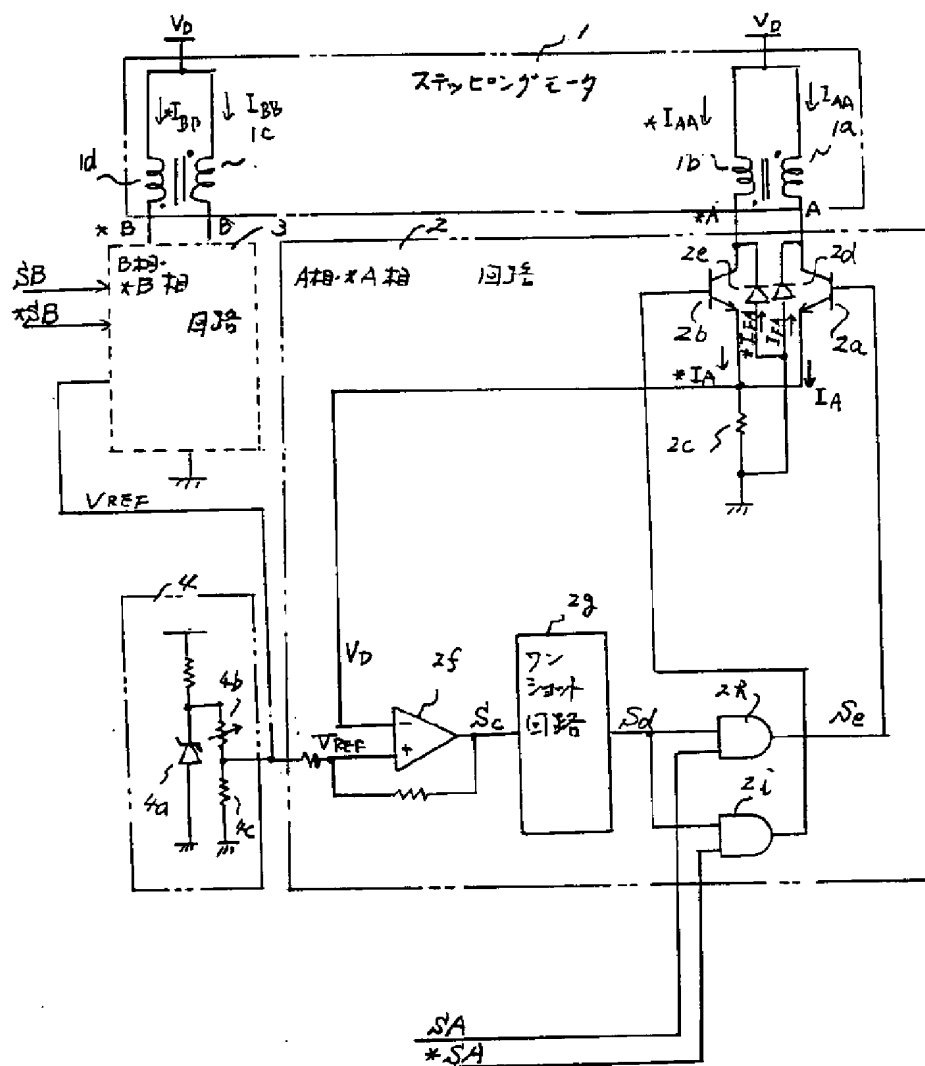 VD
VD
1
ステッピングモータ
*IBB
IBB
1c
1d
*IAA
IAA
1a
1b
*B
B
3
2
*A
A
SB
*SB
B相・
*B相
回路
A相・*A相
回路
2e
2d
2b
*IFA
IFA
2a
*IA
IA
2c
VREF
4
VD
2f
2g
ワン
ショット
回路
Sc
Sd
2h
Se
4b
VREF
4a
4c
2i
SA
*SA